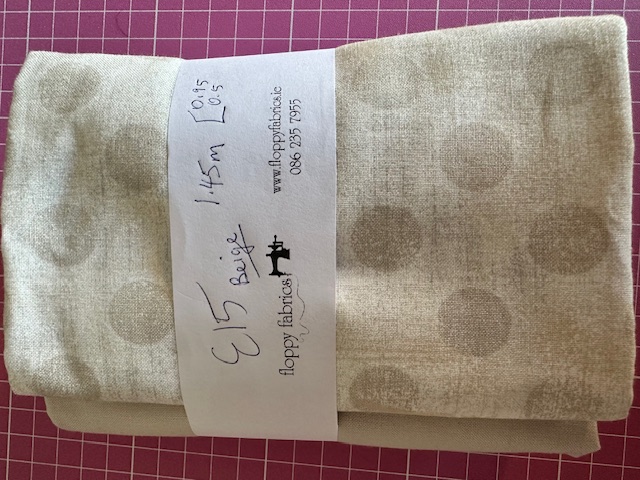 €15 1.45m [0.95
0.5
Beige
floppy fabrics
www.floppyfabrics.ie
086 235 7955